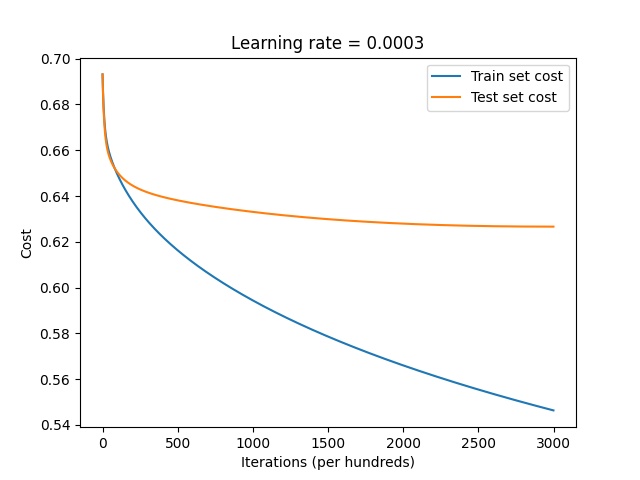 Learning rate = 0.0003
Train set cost
Test set cost
0.70
0.68
0.66
0.64
0.62
0.60
0.58
0.56
0.54
Cost
0 500 1000 1500 2000 2500 3000
Iterations (per hundreds)